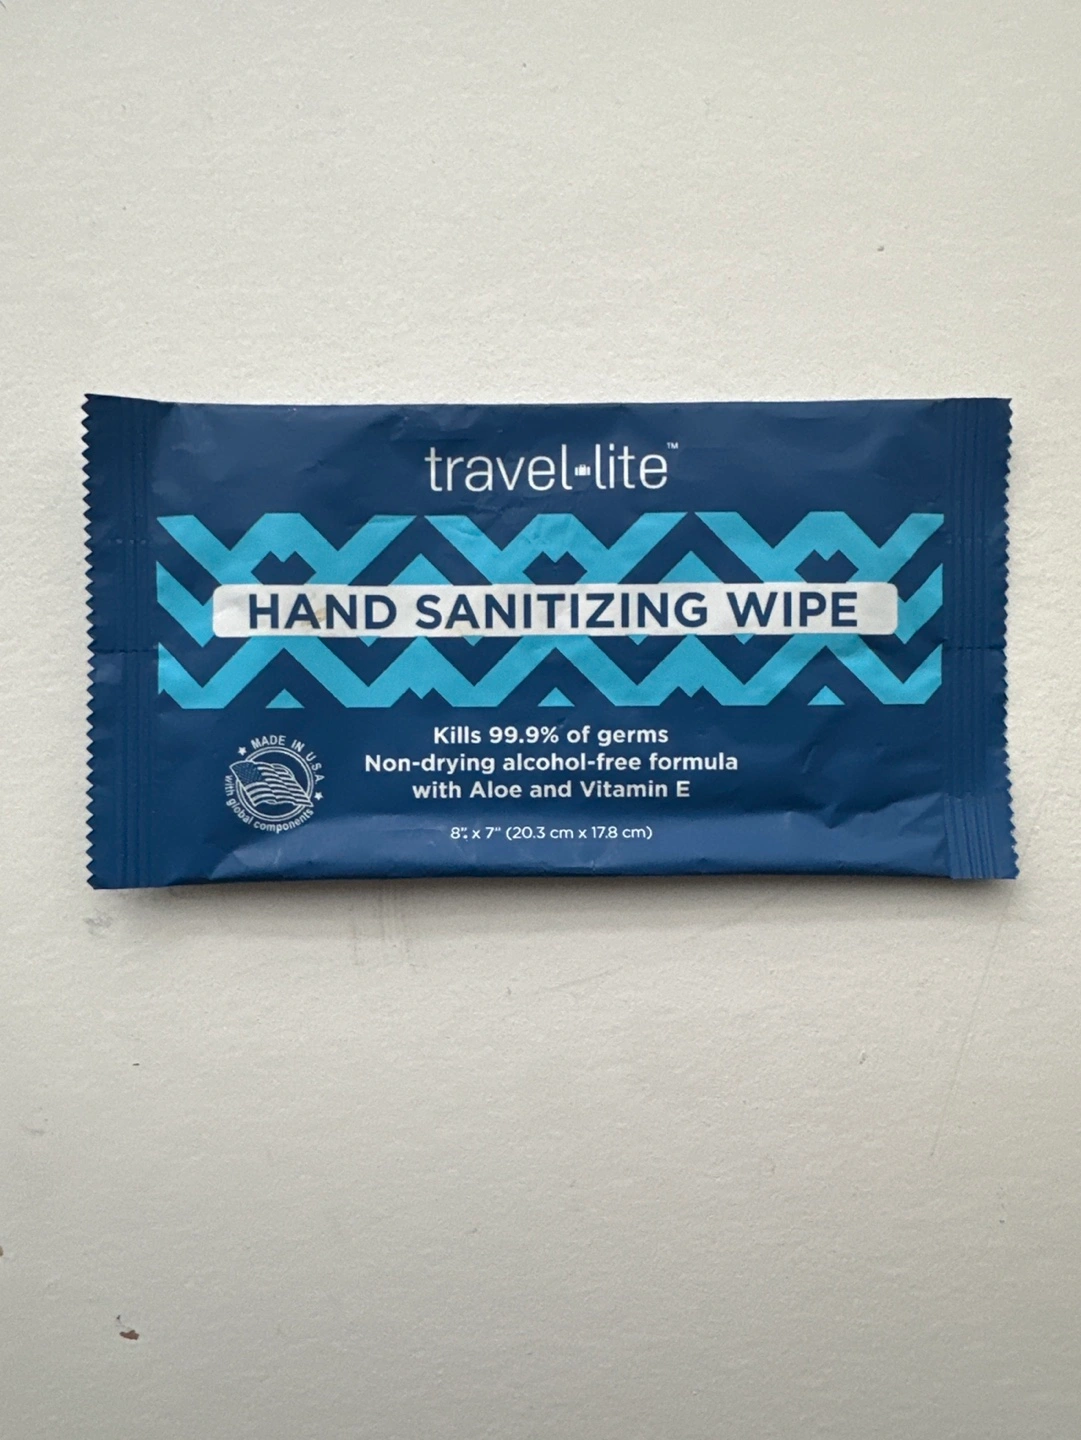 travel-lite™
HAND SANITIZING WIPE
Kills 99.9% of germs
Non-drying alcohol-free formula
with Aloe and Vitamin E
8" x 7" (20.3 cm x 17.8 cm)
MADE IN U.S.A.
with global components